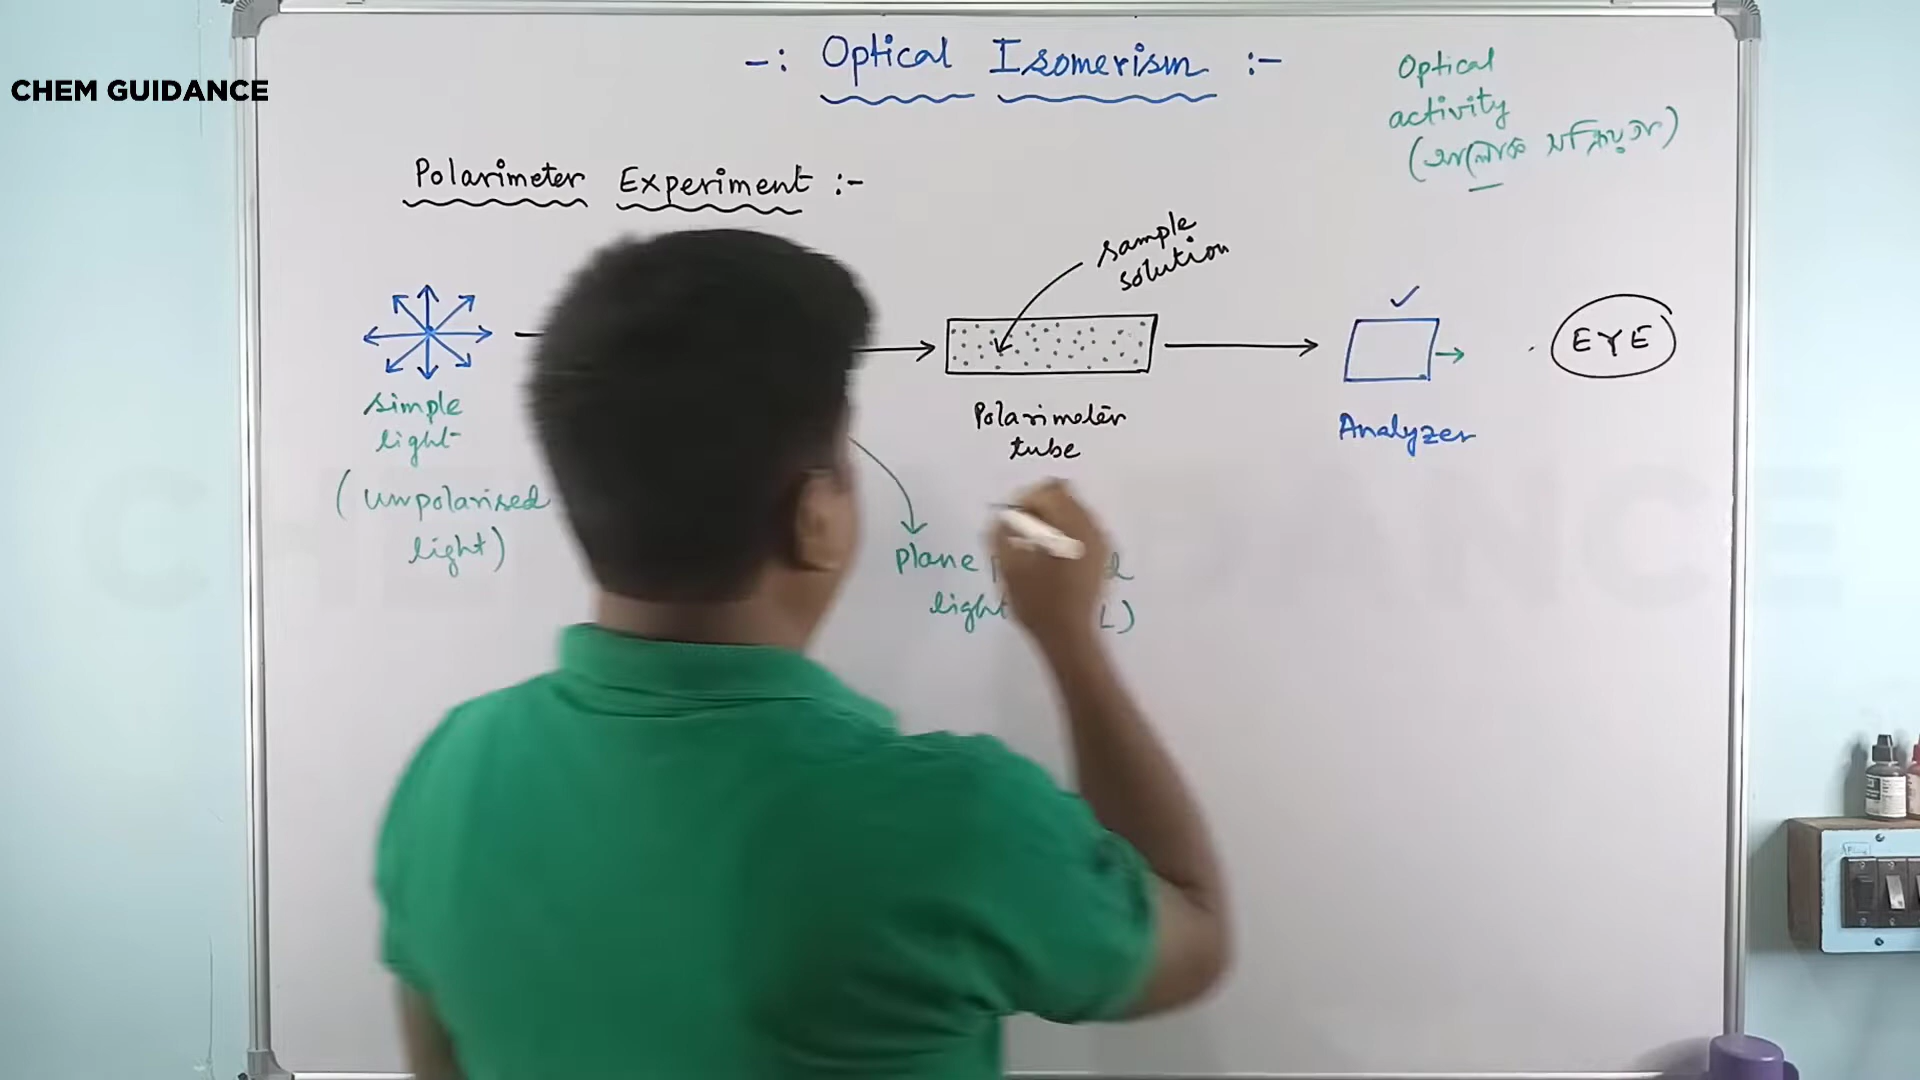 CHEM GUIDANCE
-: Optical Isomerism :-
Optical
activity
Polarimeter Experiment :-
sample
solution
EYE
simple
light
(unpolarised
light)
Polarimeter
tube
Analyzer
plane
light
L)